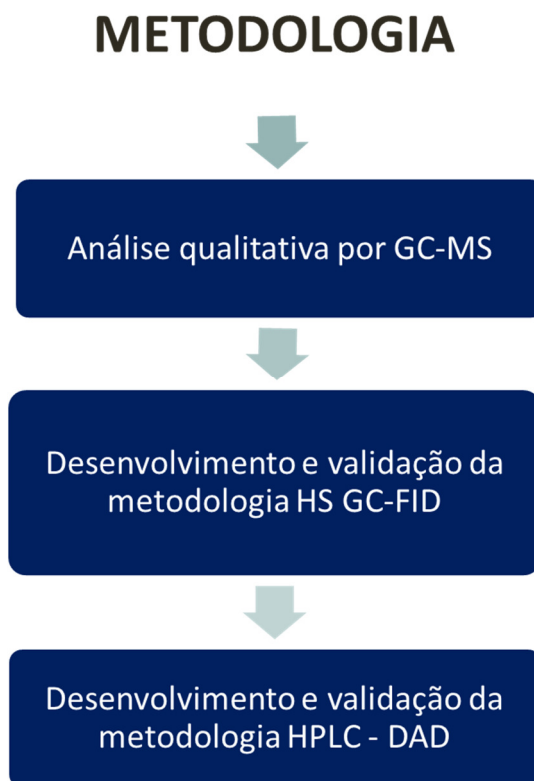 METODOLOGIA
Análise qualitativa por GC-MS
Desenvolvimento e validação da
metodologia HS GC-FID
Desenvolvimento e validação da
metodologia HPLC - DAD